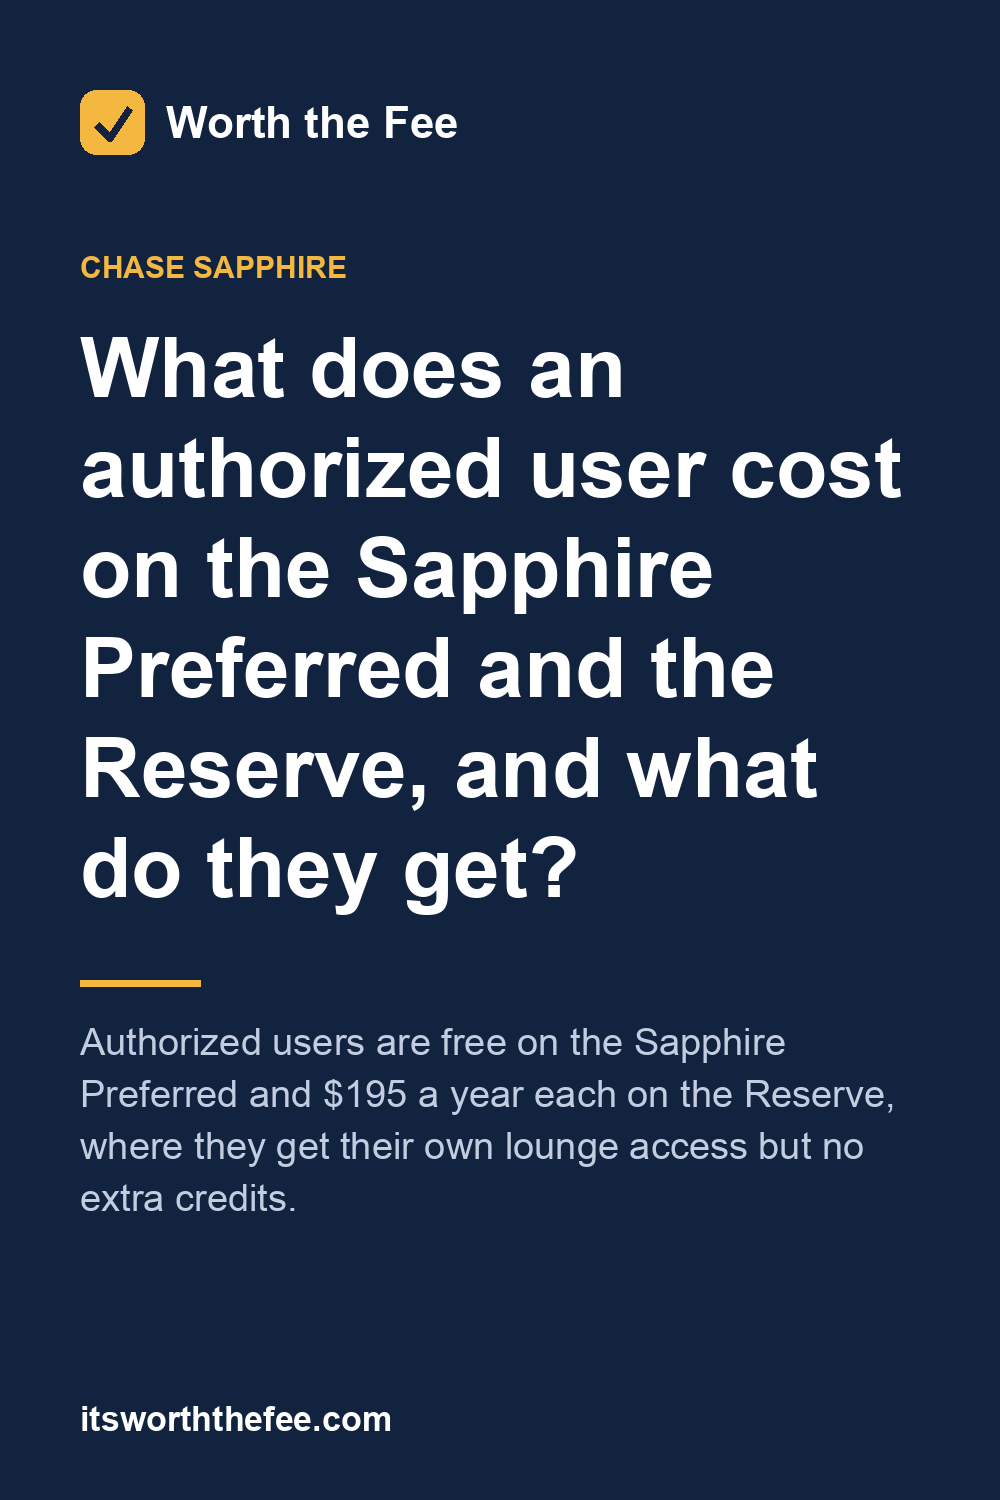 Worth the Fee
CHASE SAPPHIRE
What does an
authorized user cost
on the Sapphire
Preferred and the
Reserve, and what
do they get?
Authorized users are free on the Sapphire
Preferred and $195 a year each on the Reserve,
where they get their own lounge access but no
extra credits.
itsworththefee.com